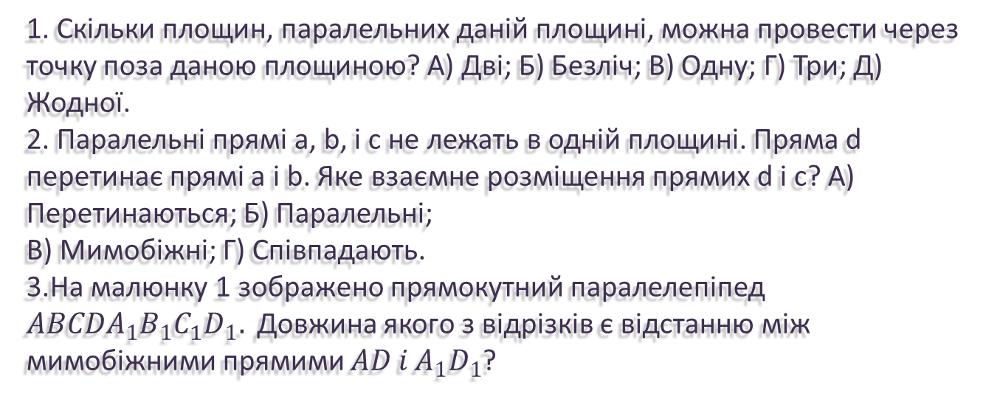 1. Скільки площин, паралельних даній площині, можна провести через
точку поза даною площиною? А) Дві; Б) Безліч; В) Одну; Г) Три; Д)
Жодної.
2. Паралельні прямі a, b, і c не лежать в одній площині. Пряма d
перетинає прямі a і b. Яке взаємне розміщення прямих d і c? А)
Перетинаються; Б) Паралельні;
В) Мимобіжні; Г) Співпадають.
3.На малюнку 1 зображено прямокутний паралелепіпед
𝐴𝐵𝐶𝐷𝐴₁𝐵₁𝐶₁𝐷₁. Довжина якого з відрізків є відстанню між
мимобіжними прямими 𝐴𝐷 і 𝐴₁𝐷₁?